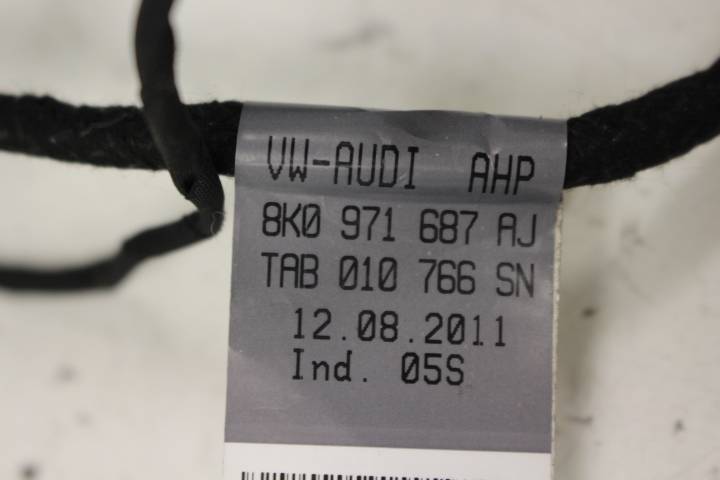 VW-AUDI AHP
8K0 971 687 AJ
TAB 010 766 SN
12.08.2011
Ind. 05S